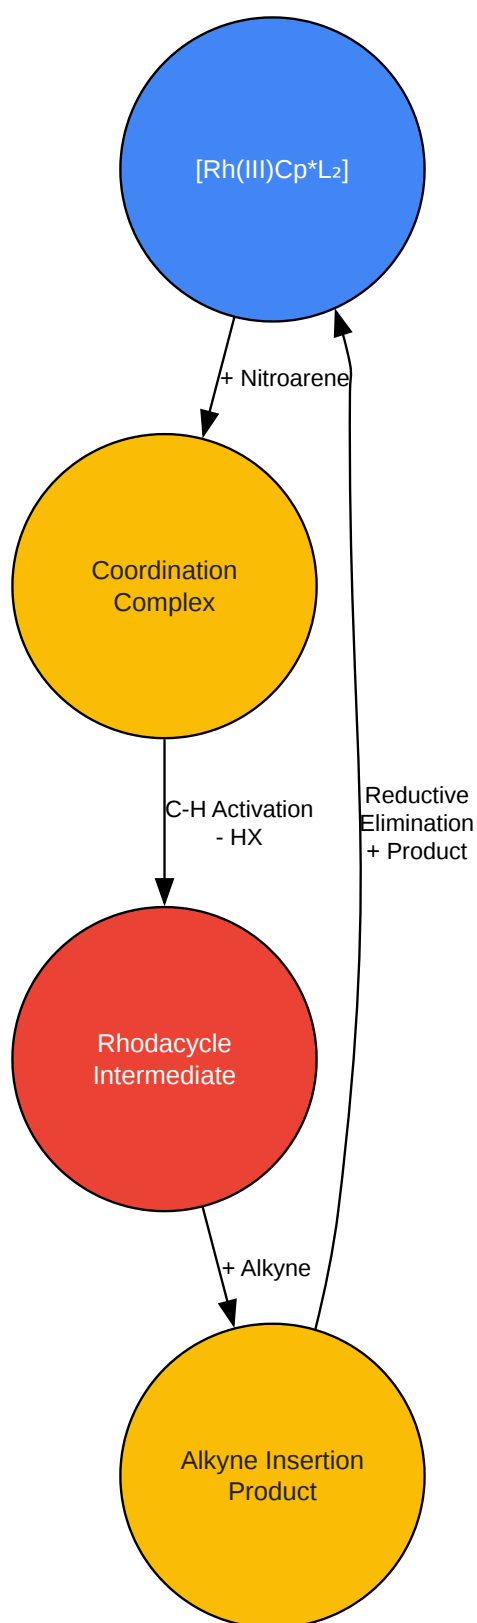 [Rh(III)Cp*L₂]
+ Nitroarene
Coordination
Complex
C-H Activation
- HX
Reductive
Elimination
+ Product
Rhodacycle
Intermediate
+ Alkyne
Alkyne Insertion
Product